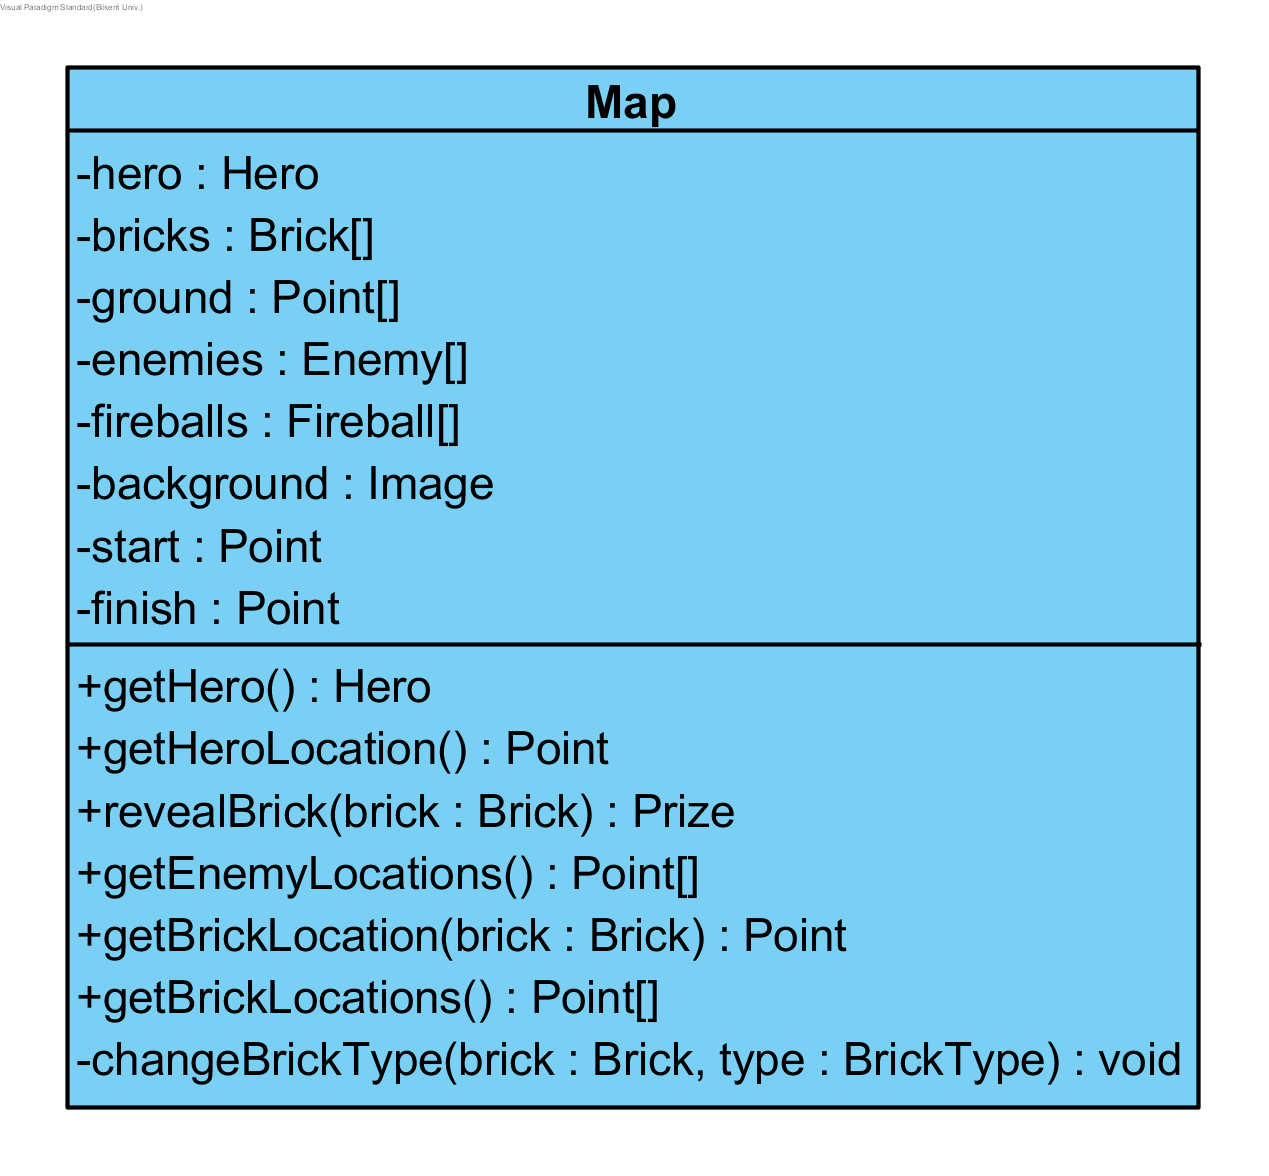 Visual Paradigm Standard(Bilkent Univ.)
Map
-hero : Hero
-bricks : Brick[]
-ground : Point[]
-enemies : Enemy[]
-fireballs : Fireball[]
-background : Image
-start : Point
-finish : Point
+getHero() : Hero
+getHeroLocation() : Point
+revealBrick(brick : Brick) : Prize
+getEnemyLocations() : Point[]
+getBrickLocation(brick : Brick) : Point
+getBrickLocations() : Point[]
-changeBrickType(brick : Brick, type : BrickType) : void